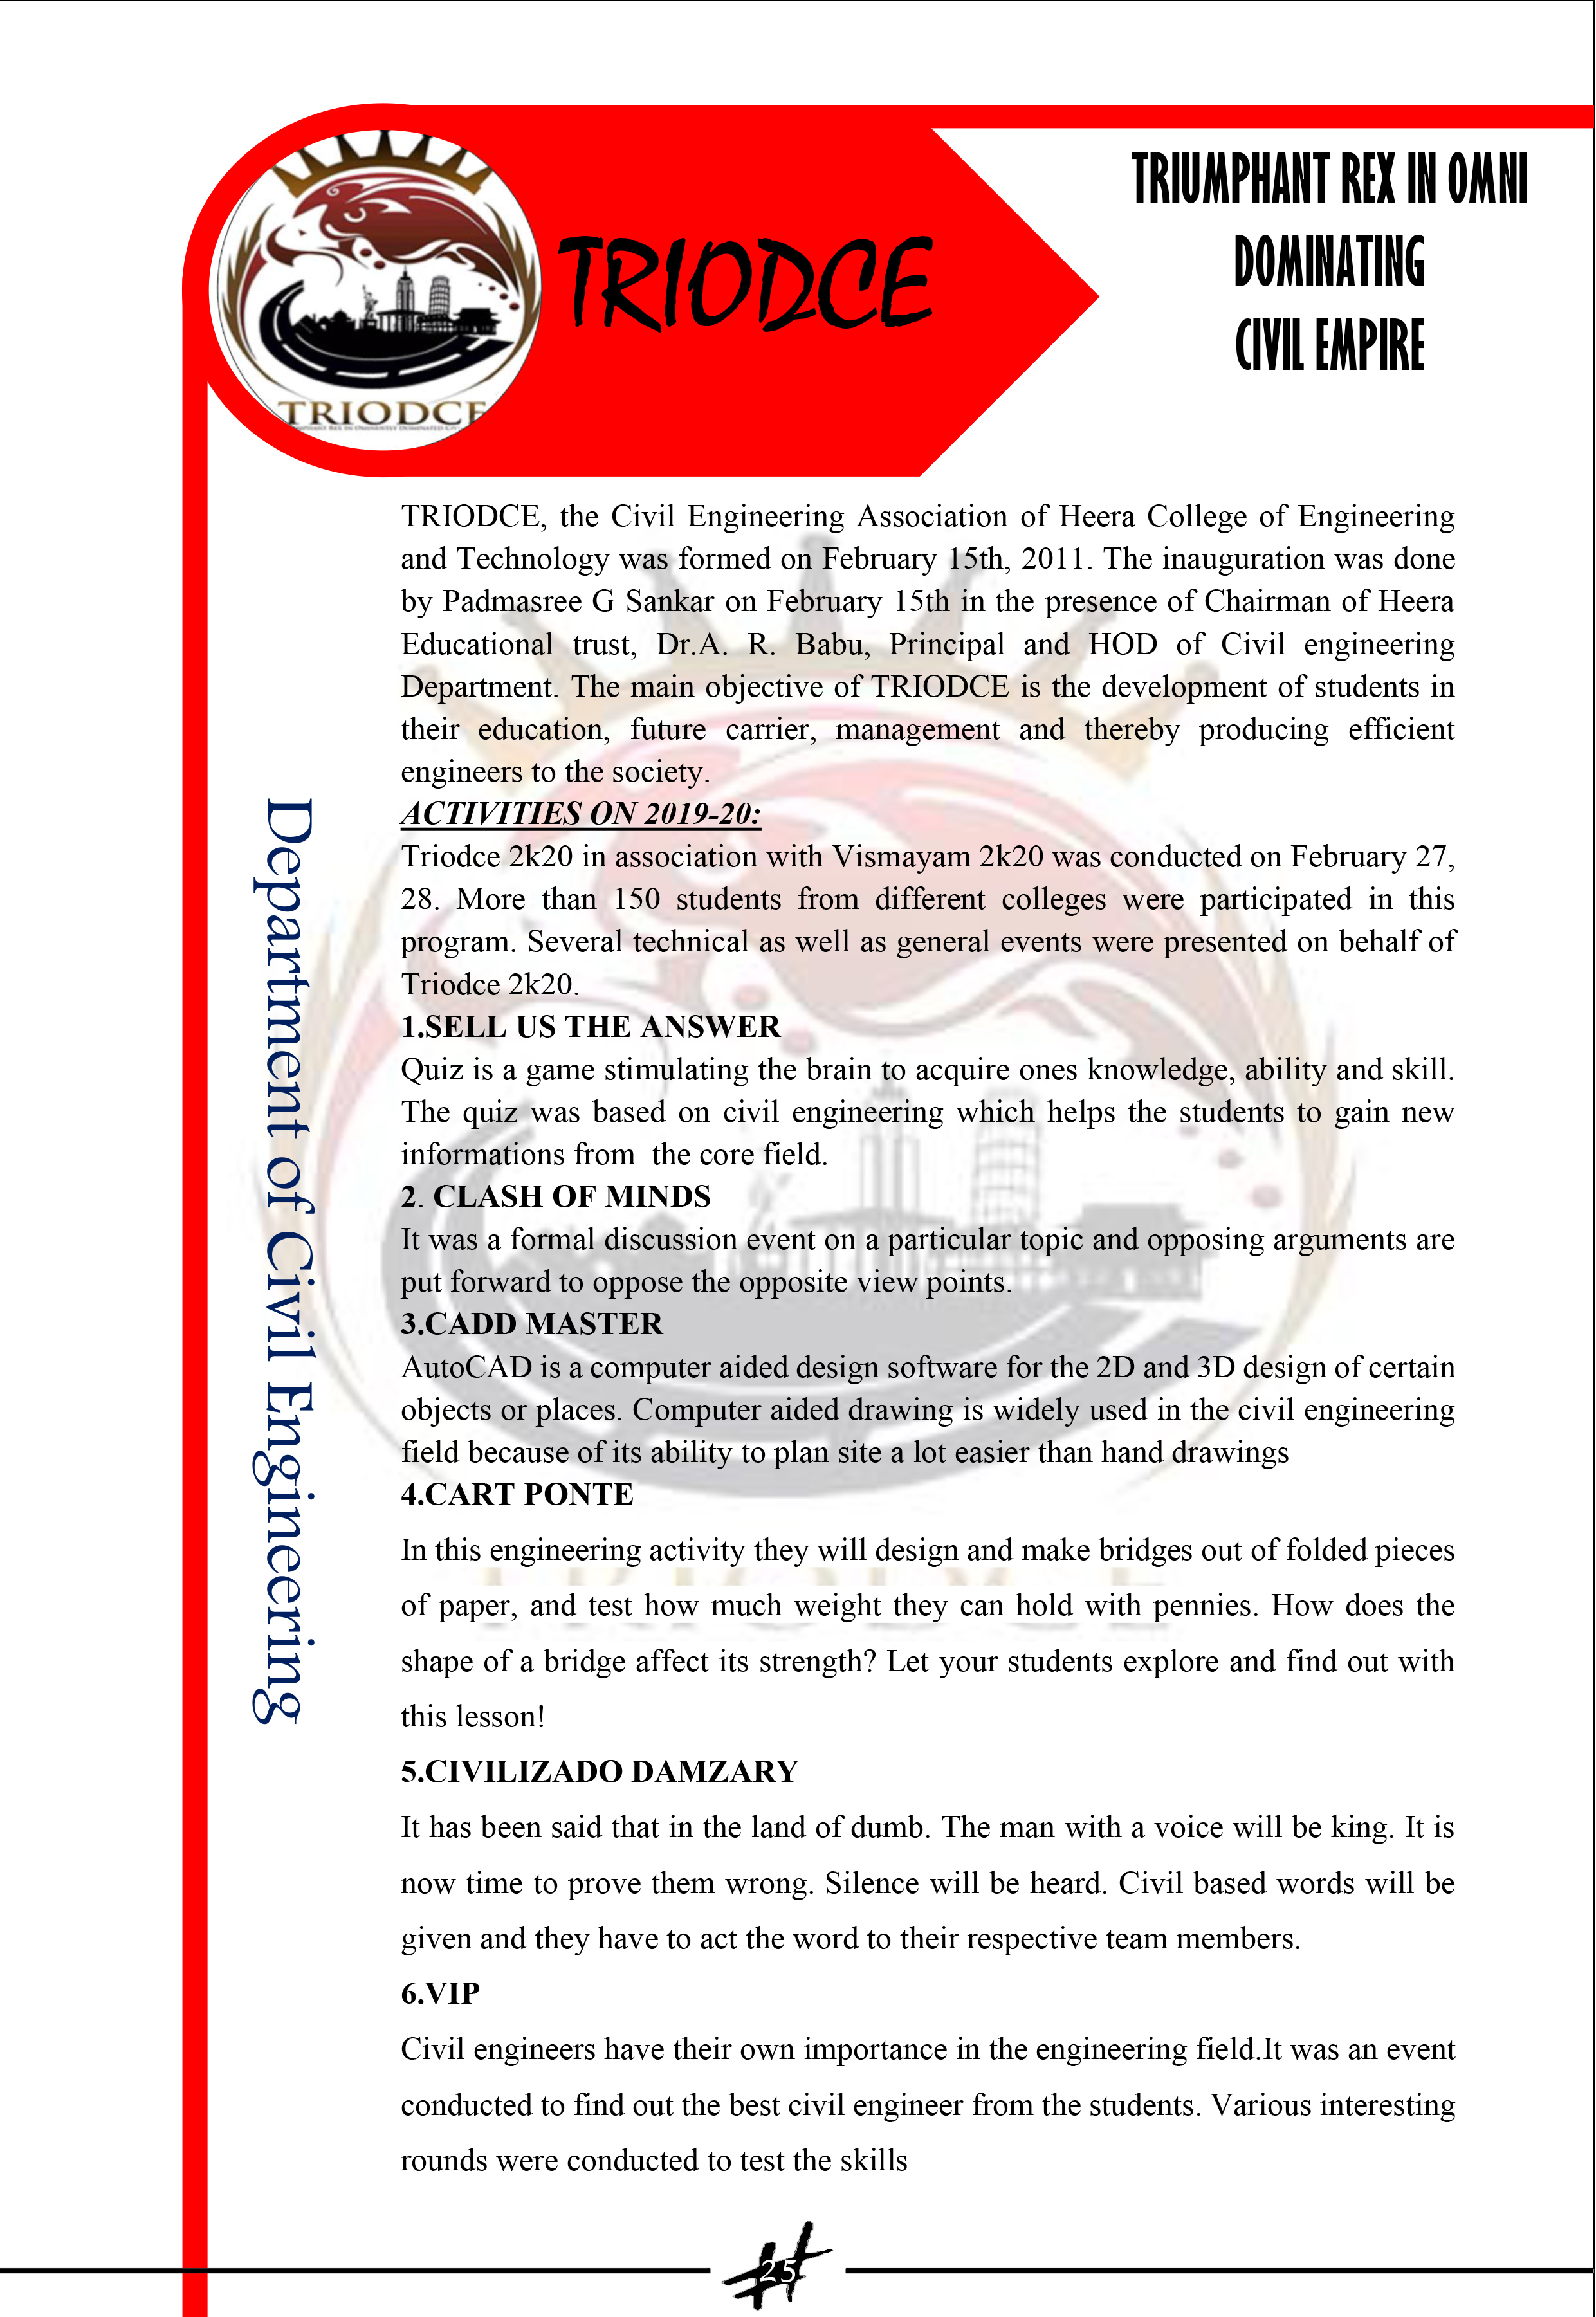 TRIODCE
TRIODCE
TRIUMPHANT REX IN OMNI
DOMINATING
CIVIL EMPIRE
TRIODCE, the Civil Engineering Association of Heera College of Engineering
and Technology was formed on February 15th, 2011. The inauguration was done
by Padmasree G Sankar on February 15th in the presence of Chairman of Heera
Educational trust, Dr.A. R. Babu, Principal and HOD of Civil engineering
Department. The main objective of TRIODCE is the development of students in
their education, future carrier, management and thereby producing efficient
engineers to the society.
ACTIVITIES ON 2019-20:
Triodce 2k20 in association with Vismayam 2k20 was conducted on February 27,
28. More than 150 students from different colleges were participated in this
program. Several technical as well as general events were presented on behalf of
Triodce 2k20.
1.SELL US THE ANSWER
Quiz is a game stimulating the brain to acquire ones knowledge, ability and skill.
The quiz was based on civil engineering which helps the students to gain new
informations from  the core field.
2. CLASH OF MINDS
It was a formal discussion event on a particular topic and opposing arguments are
put forward to oppose the opposite view points.
3.CADD MASTER
AutoCAD is a computer aided design software for the 2D and 3D design of certain
objects or places. Computer aided drawing is widely used in the civil engineering
field because of its ability to plan site a lot easier than hand drawings
4.CART PONTE
In this engineering activity they will design and make bridges out of folded pieces
of paper, and test how much weight they can hold with pennies. How does the
shape of a bridge affect its strength? Let your students explore and find out with
this lesson!
5.CIVILIZADO DAMZARY
It has been said that in the land of dumb. The man with a voice will be king. It is
now time to prove them wrong. Silence will be heard. Civil based words will be
given and they have to act the word to their respective team members.
6.VIP
Civil engineers have their own importance in the engineering field.It was an event
conducted to find out the best civil engineer from the students. Various interesting
rounds were conducted to test the skills
Department of Civil Engineering
25